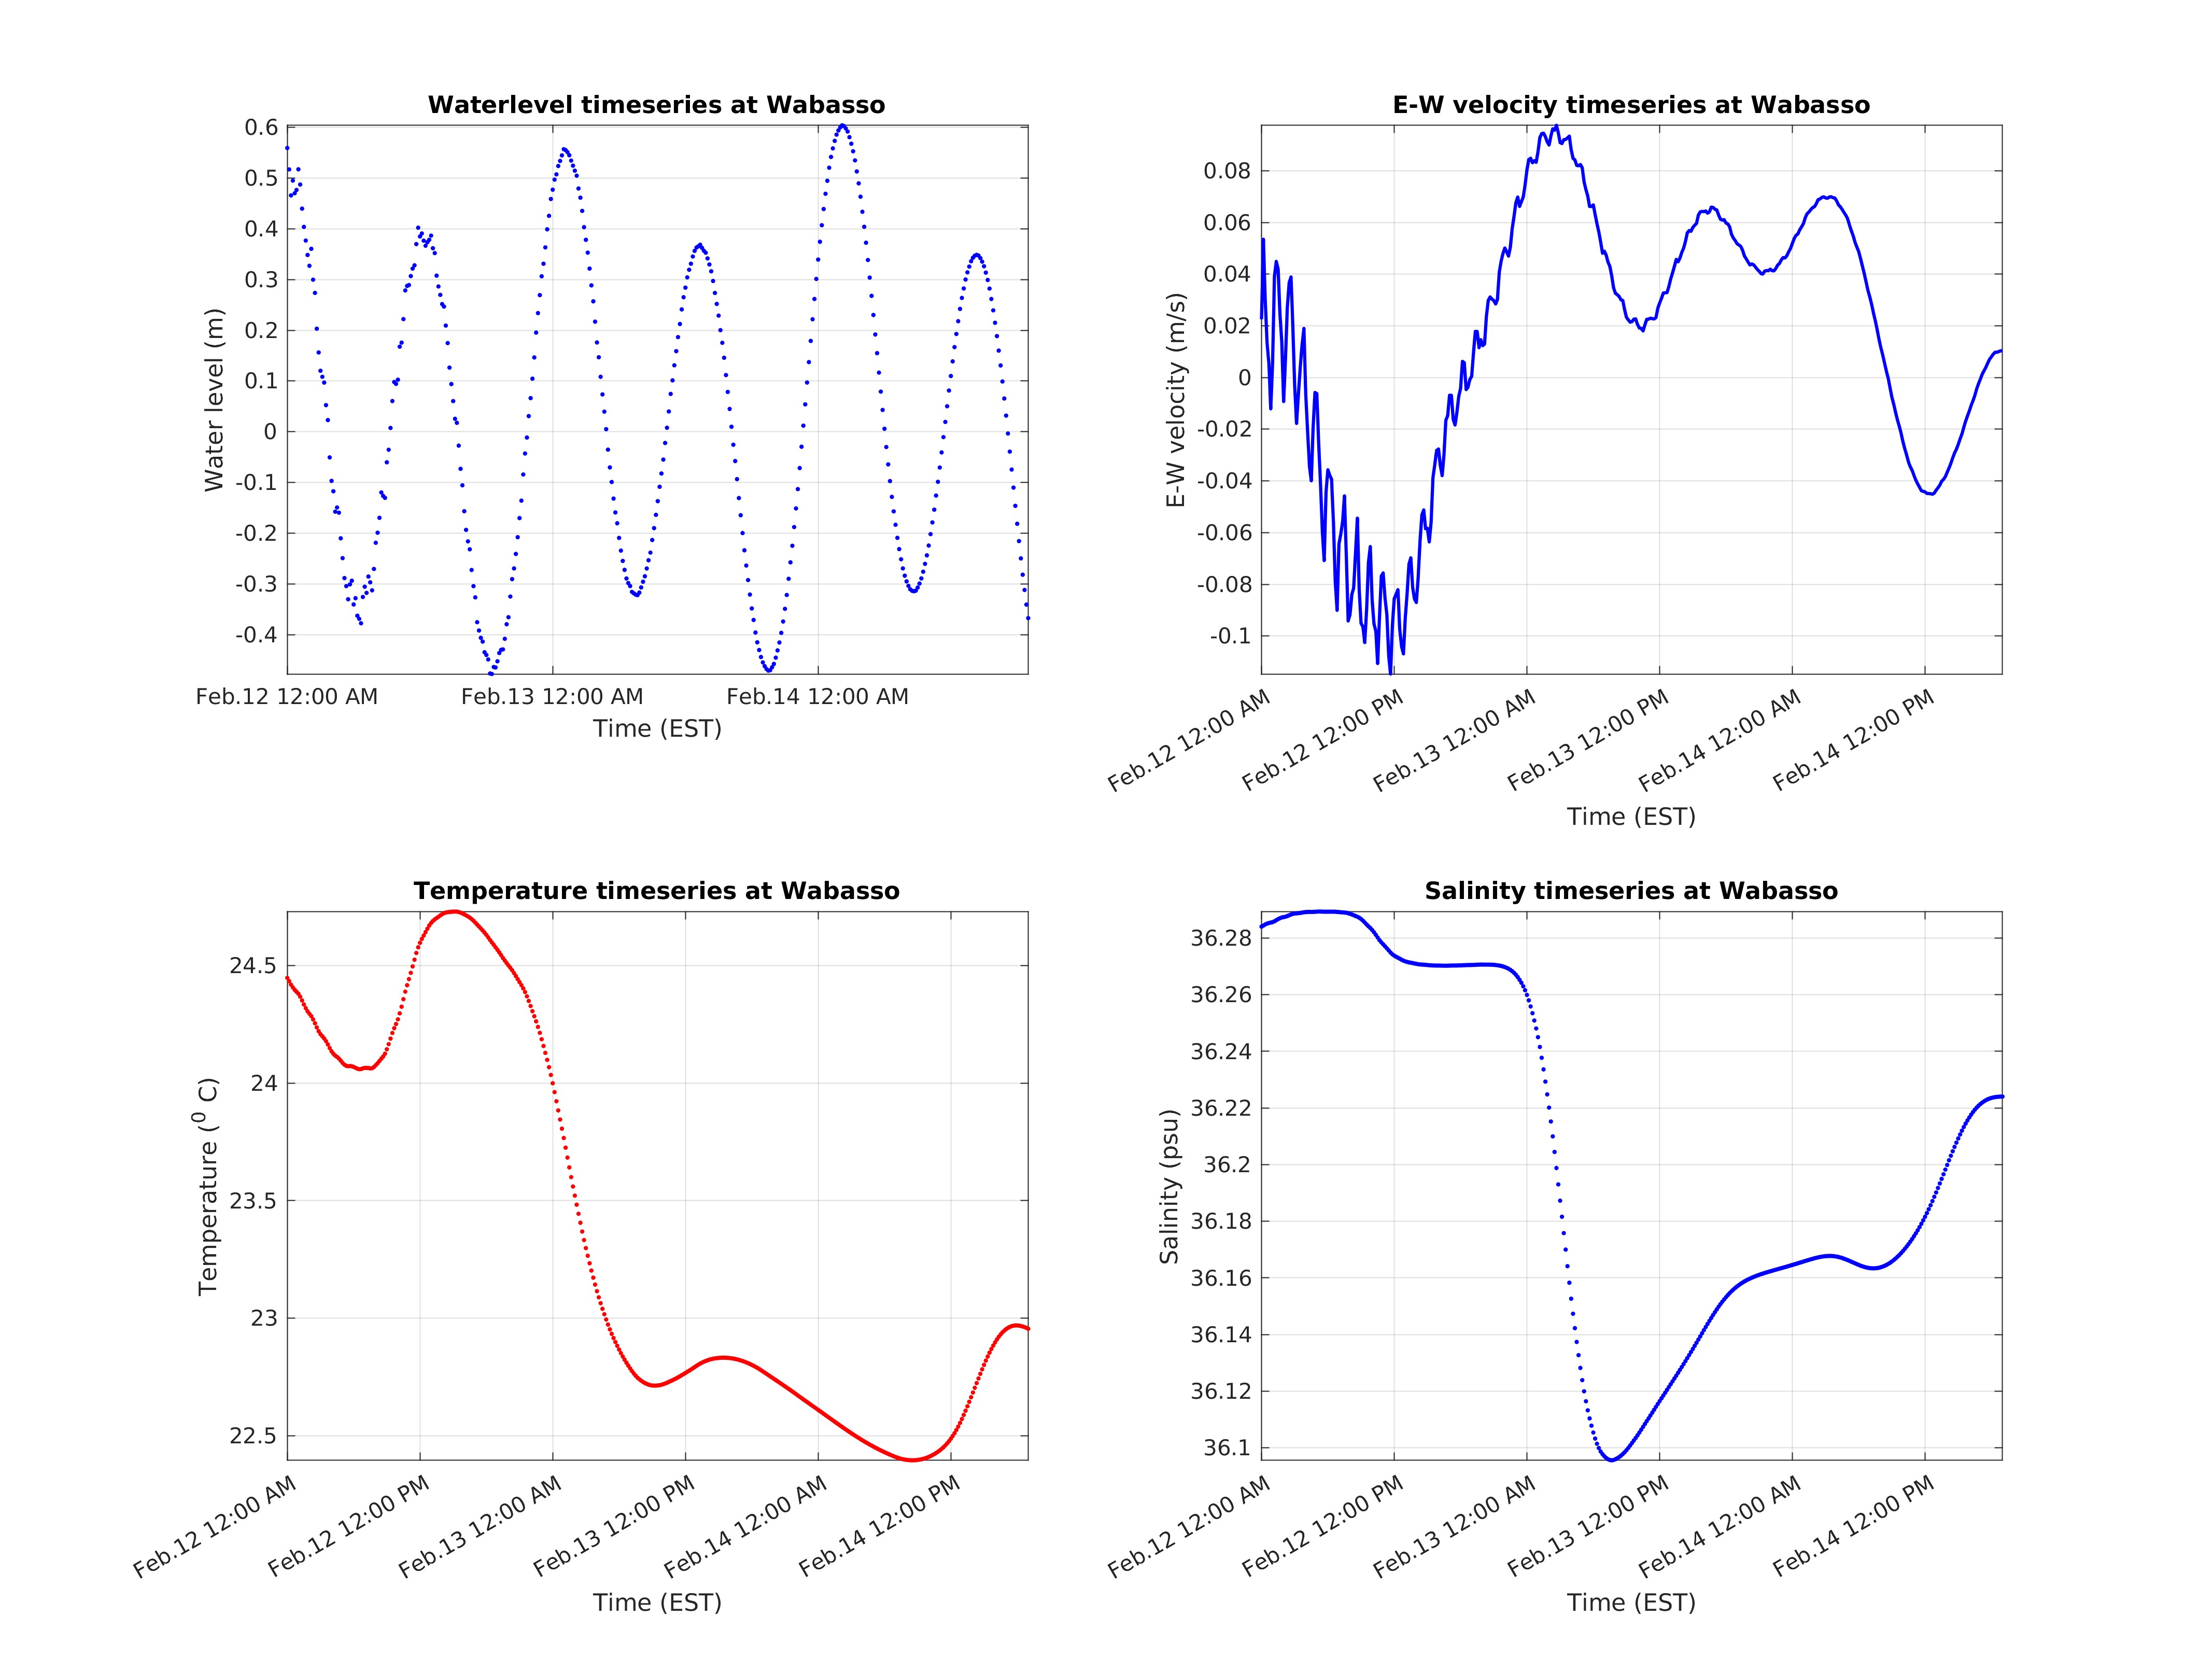 Waterlevel timeseries at Wabasso
0.6
0.5
0.4
0.3
0.2
0.1
0
-0.1
-0.2
-0.3
-0.4
Water level (m)
Feb.12 12:00 AM
Feb.13 12:00 AM
Feb.14 12:00 AM
Time (EST)
E-W velocity timeseries at Wabasso
0.08
0.06
0.04
0.02
0
-0.02
-0.04
-0.06
-0.08
-0.1
E-W velocity (m/s)
Feb.12 12:00 AM
Feb.12 12:00 PM
Feb.13 12:00 AM
Feb.13 12:00 PM
Feb.14 12:00 AM
Feb.14 12:00 PM
Time (EST)
Temperature timeseries at Wabasso
24.5
24
23.5
23
22.5
Temperature (⁰ C)
Feb.12 12:00 AM
Feb.12 12:00 PM
Feb.13 12:00 AM
Feb.13 12:00 PM
Feb.14 12:00 AM
Feb.14 12:00 PM
Time (EST)
Salinity timeseries at Wabasso
36.28
36.26
36.24
36.22
36.2
36.18
36.16
36.14
36.12
36.1
Salinity (psu)
Feb.12 12:00 AM
Feb.12 12:00 PM
Feb.13 12:00 AM
Feb.13 12:00 PM
Feb.14 12:00 AM
Feb.14 12:00 PM
Time (EST)